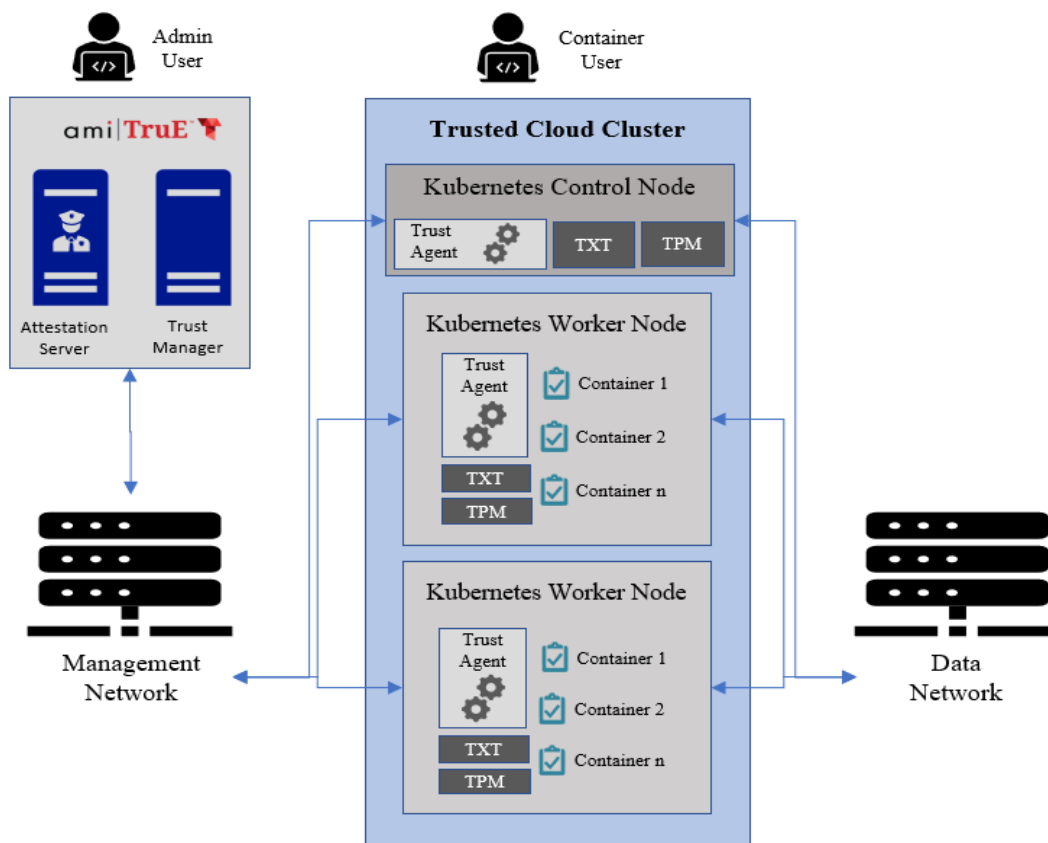 Admin
User
Container
User
ami|TruE™
Attestation
Server
Trust
Manager
Trusted Cloud Cluster
Kubernetes Control Node
Trust
Agent
TXT
TPM
Kubernetes Worker Node
Trust
Agent
TXT
TPM
Container 1
Container 2
Container n
Kubernetes Worker Node
Trust
Agent
TXT
TPM
Container 1
Container 2
Container n
Management
Network
Data
Network